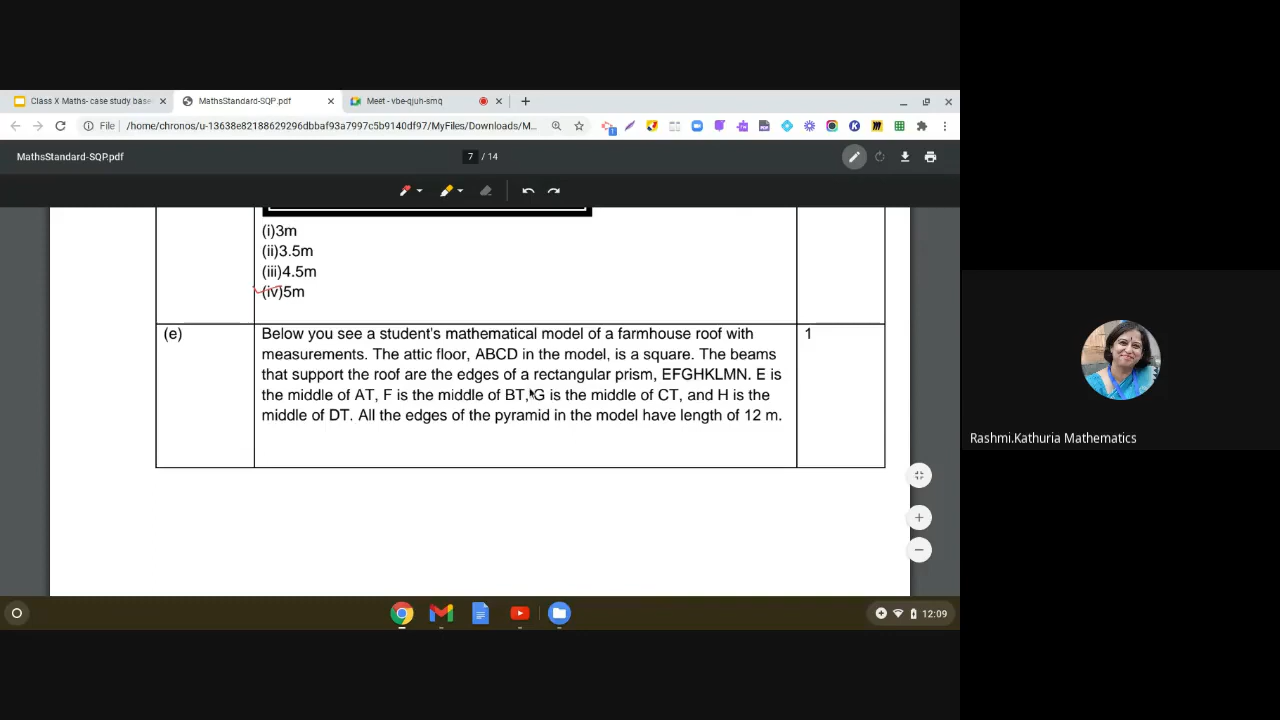 Class X Maths- case study base
MathsStandard-SQP.pdf
Meet - vbe-qjuh-smq
File
/home/chronos/u-13638e82188629296dbbaf93a7997c5b9140df97/MyFiles/Downloads/M...
MathsStandard-SQP.pdf
7 / 14
(i)3m
(ii)3.5m
(iii)4.5m
(iv)5m
(e)
Below you see a student's mathematical model of a farmhouse roof with
measurements. The attic floor, ABCD in the model, is a square. The beams
that support the roof are the edges of a rectangular prism, EFGHKLMN. E is
the middle of AT, F is the middle of BT, G is the middle of CT, and H is the
middle of DT. All the edges of the pyramid in the model have length of 12 m.
1
Rashmi.Kathuria Mathematics
12:09